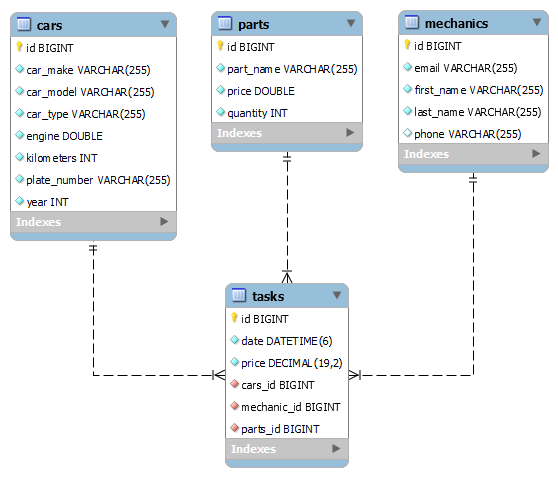 cars
id BIGINT
car_make VARCHAR(255)
car_model VARCHAR(255)
car_type VARCHAR(255)
engine DOUBLE
kilometers INT
plate_number VARCHAR(255)
year INT
Indexes
parts
id BIGINT
part_name VARCHAR(255)
price DOUBLE
quantity INT
Indexes
mechanics
id BIGINT
email VARCHAR(255)
first_name VARCHAR(255)
last_name VARCHAR(255)
phone VARCHAR(255)
Indexes
tasks
id BIGINT
date DATETIME(6)
price DECIMAL(19,2)
cars_id BIGINT
mechanic_id BIGINT
parts_id BIGINT
Indexes